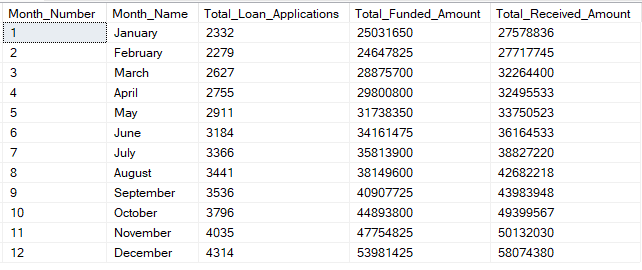 Month_Number Month_Name Total_Loan_Applications Total_Funded_Amount Total_Received_Amount
1 January 2332 25031650 27578836
2 February 2279 24647825 27717745
3 March 2627 28875700 32264400
4 April 2755 29800800 32495533
5 May 2911 31738350 33750523
6 June 3184 34161475 36164533
7 July 3366 35813900 38827220
8 August 3441 38149600 42682218
9 September 3536 40907725 43983948
10 October 3796 44893800 49399567
11 November 4035 47754825 50132030
12 December 4314 53981425 58074380